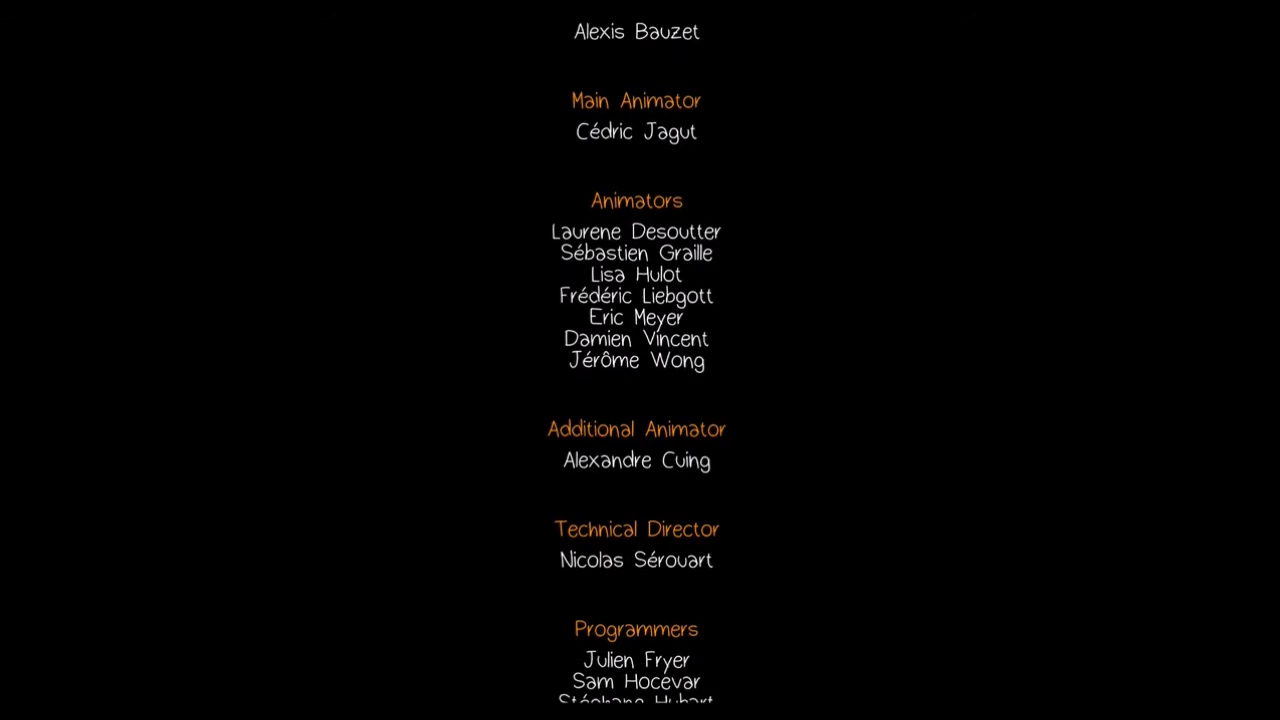 Alexis Bauzet
Main Animator
Cédric Jagut
Animators
Laurene Desoutter
Sébastien Graille
Lisa Hulot
Frédéric Liebgott
Eric Meyer
Damien Vincent
Jérôme Wong
Additional Animator
Alexandre Cuing
Technical Director
Nicolas Sérouart
Programmers
Julien Fryer
Sam Hocevar